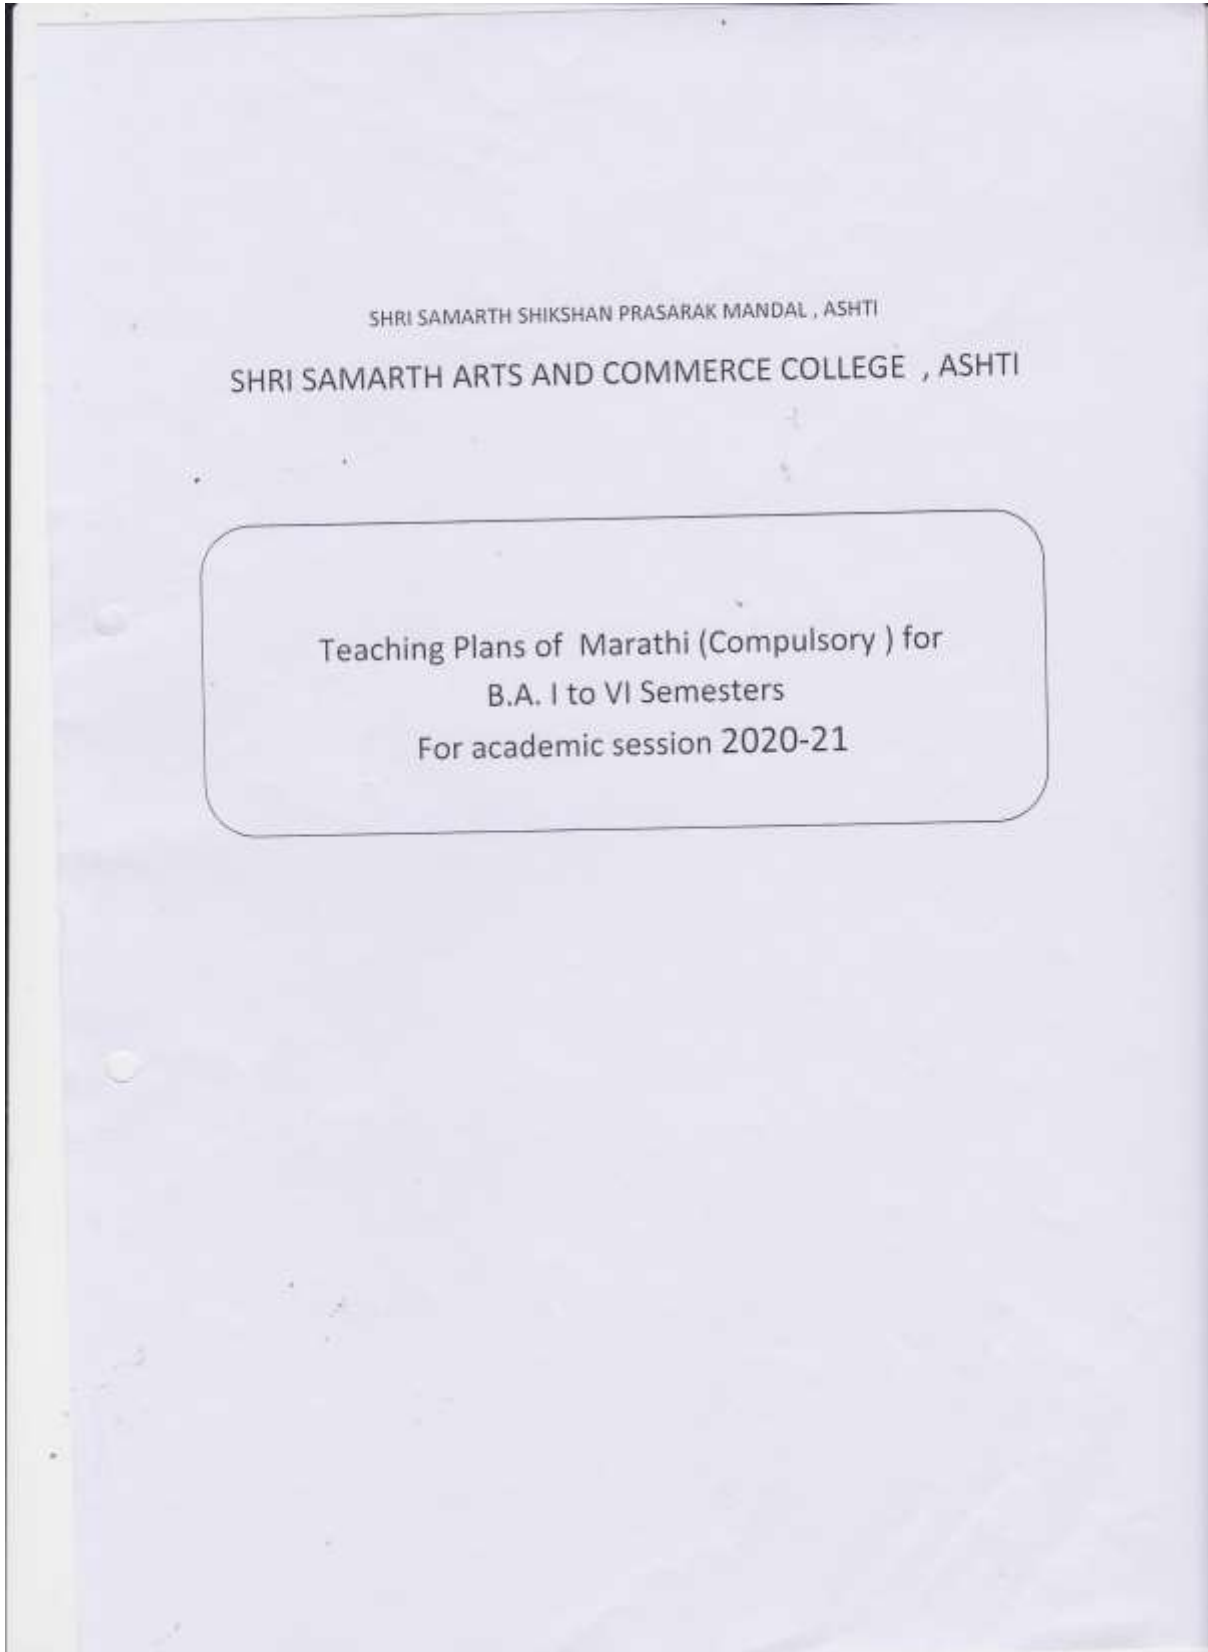 SHRI SAMARTH SHIKSHAN PRASARAK MANDAL , ASHTI
SHRI SAMARTH ARTS AND COMMERCE COLLEGE , ASHTI
Teaching Plans of Marathi (Compulsory ) for
B.A. I to VI Semesters
For academic session 2020-21